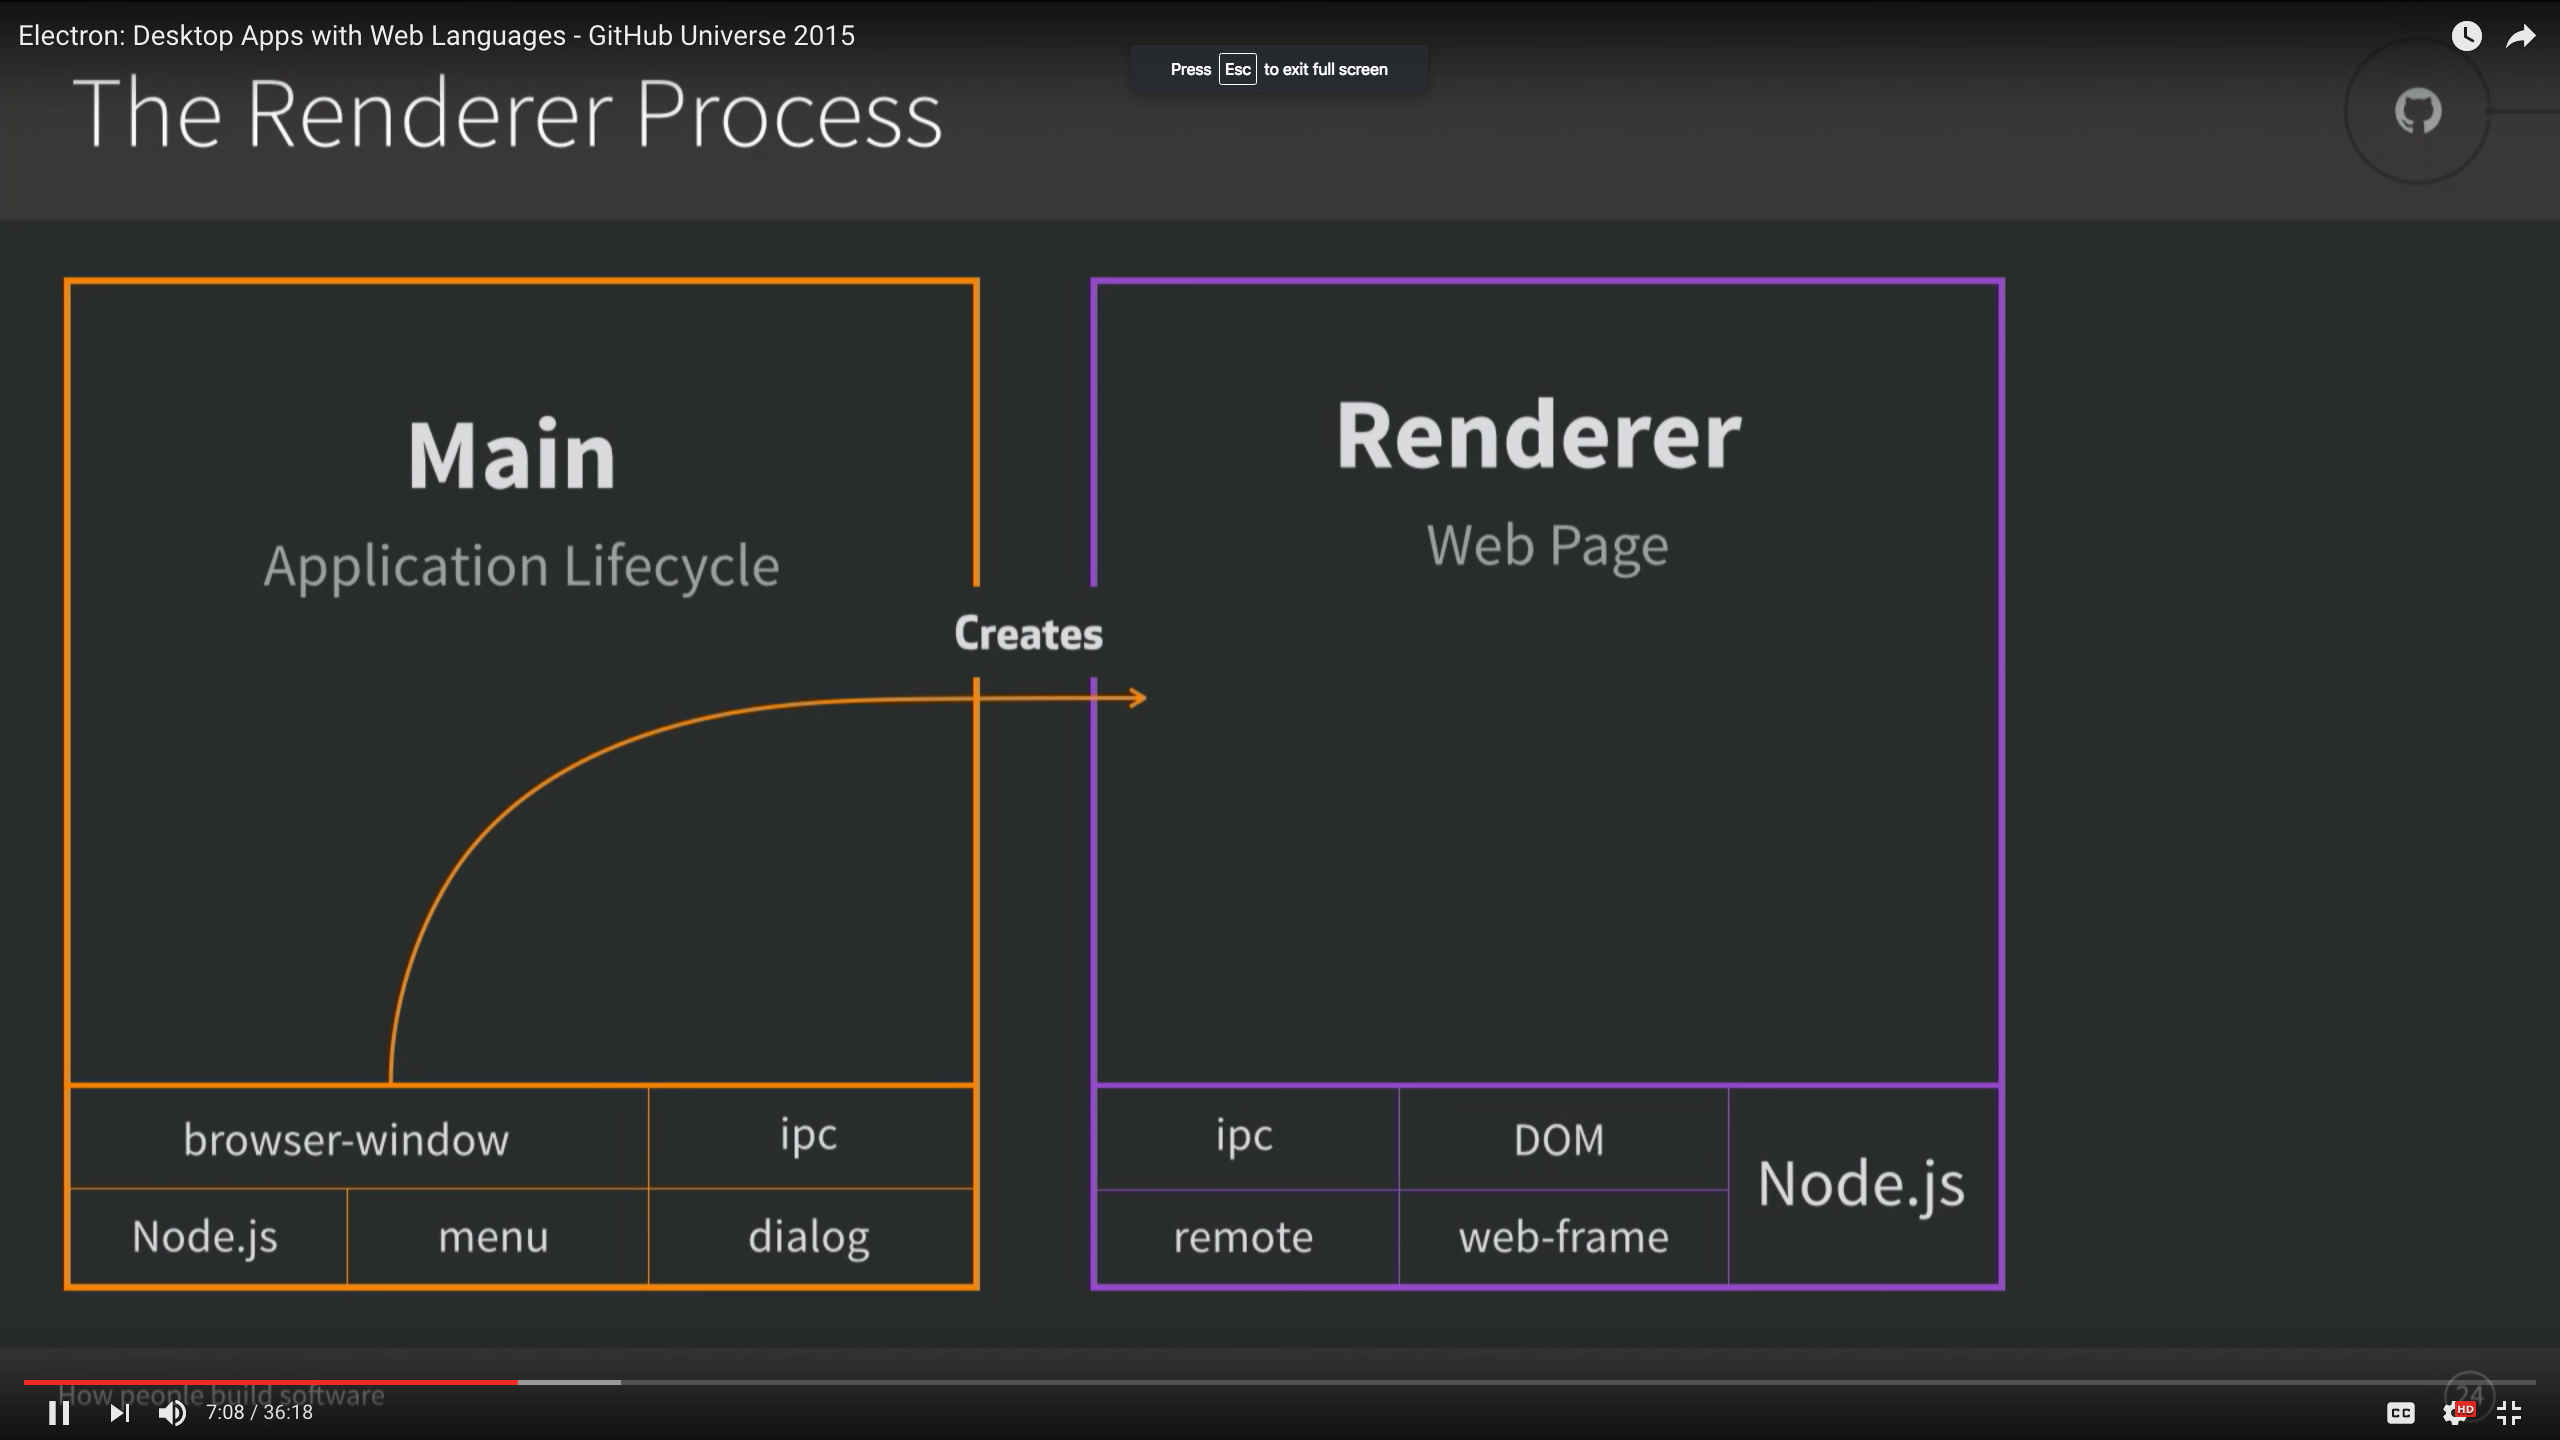 Electron: Desktop Apps with Web Languages - GitHub Universe 2015
Press Esc to exit full screen
The Renderer Process
Main
Application Lifecycle
Renderer
Web Page
Creates
browser-window
ipc
Node.js
menu
dialog
ipc
DOM
Node.js
remote
web-frame
How people build software
24
7:08 / 36:18
CC
HD